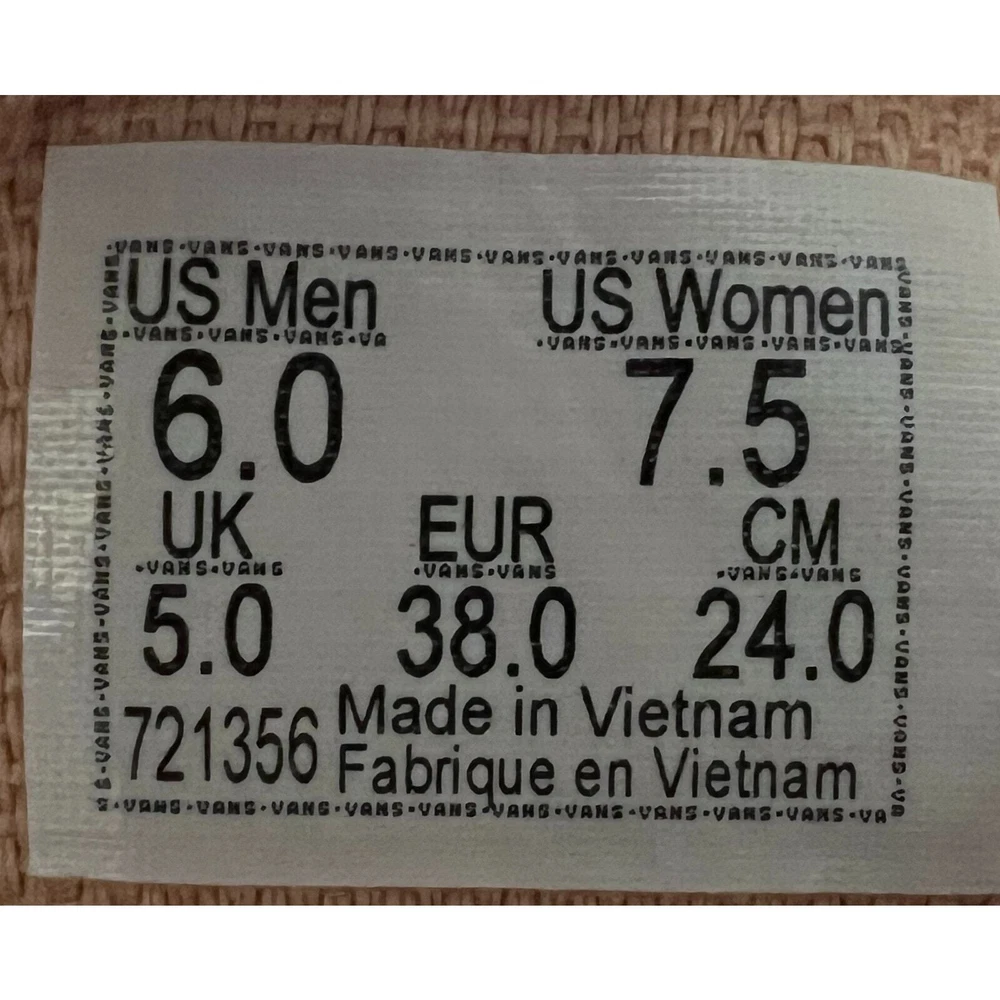 ·VANS·VANS·VANS·VANS·VANS·VANS·VANS·VANS·VANS·VANS·VANS
US Men US Women
·VANS·VANS·VANS·VA ·VANS·VANS·VANS·VANS·VANS
6.0 7.5
UK EUR CM
·VANS·VANS ·VANS·VANS ·VANS·VANS
5.0 38.0 24.0
721356 Made in Vietnam
Fabrique en Vietnam
S·VANS·VANS·VANS·VANS·VANS·VANS·VANS·VANS·VANS·VANS·VA